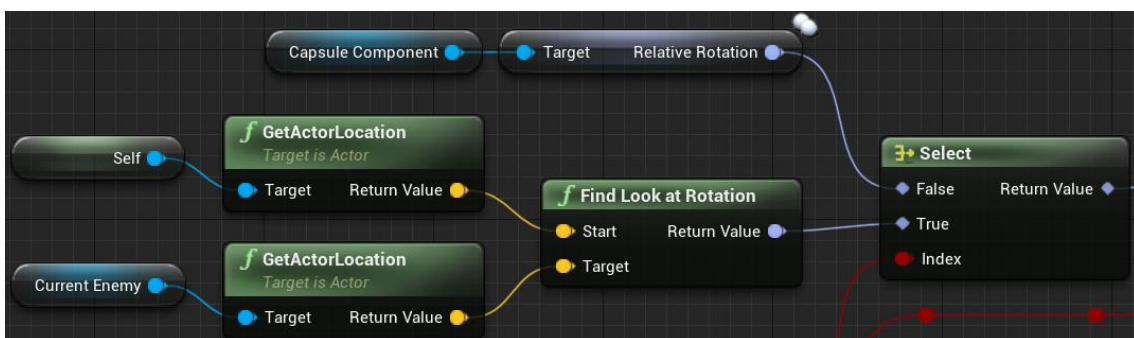 Capsule Component
Target Relative Rotation
f GetActorLocation
Target is Actor
Self
Target Return Value
f Find Look at Rotation
Start Return Value
Target
f GetActorLocation
Target is Actor
Current Enemy
Target Return Value
Select
False Return Value
True
Index